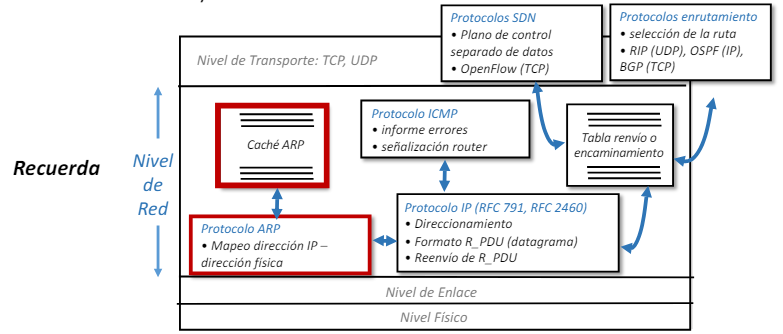 Protocolos SDN
• Plano de control
separado de datos
• OpenFlow (TCP)
Protocolos enrutamiento
• selección de la ruta
• RIP (UDP), OSPF (IP),
BGP (TCP)
Nivel de Transporte: TCP, UDP
Recuerda
Nivel
de
Red
Caché ARP
Protocolo ICMP
• informe errores
• señalización router
Tabla renvío o
encaminamiento
Protocolo ARP
• Mapeo dirección IP –
dirección física
Protocolo IP (RFC 791, RFC 2460)
• Direccionamiento
• Formato R_PDU (datagrama)
• Reenvío de R_PDU
Nivel de Enlace
Nivel Físico